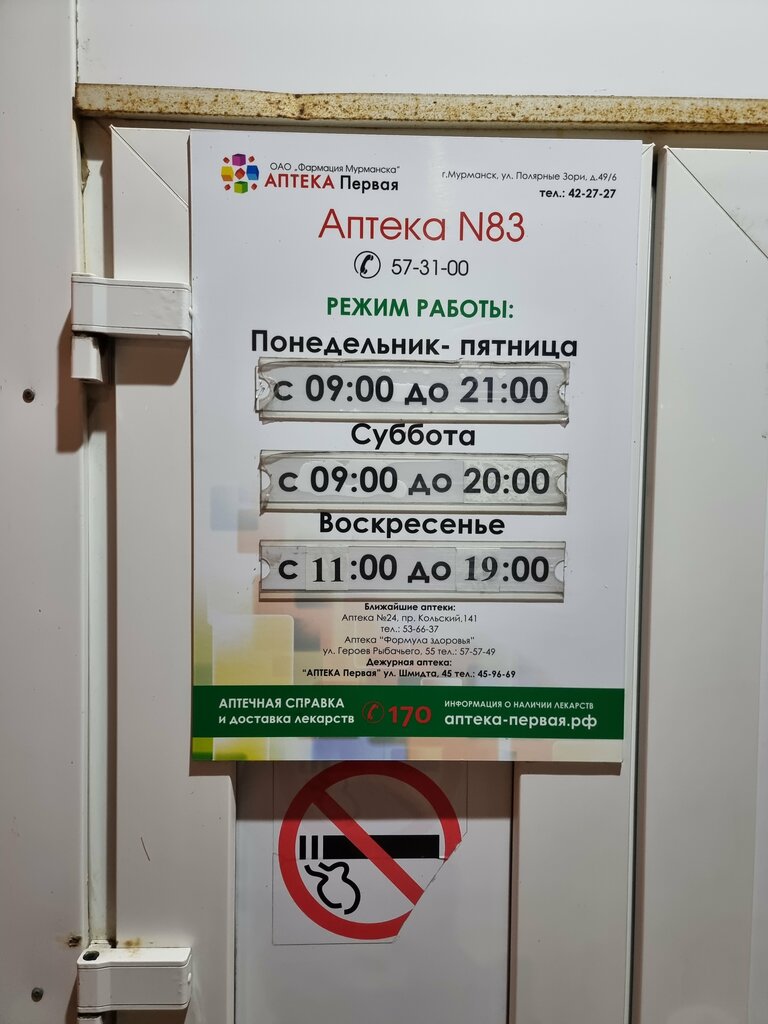 ОАО „Фармация Мурманска"
АПТЕКА Первая
г.Мурманск, ул. Полярные Зори, д.49/6
тел.: 42-27-27
Аптека N83
57-31-00
РЕЖИМ РАБОТЫ:
Понедельник- пятница
с 09:00 до 21:00
Суббота
с 09:00 до 20:00
Воскресенье
с 11:00 до 19:00
Ближайшие аптеки:
Аптека №24, пр. Кольский,141
тел.: 53-66-37
Аптека "Формула здоровья"
ул. Героев Рыбачьего, 55 тел.: 57-57-49
Дежурная аптека:
"АПТЕКА Первая" ул. Шмидта, 45 тел.: 45-96-69
АПТЕЧНАЯ СПРАВКА
и доставка лекарств
170
ИНФОРМАЦИЯ О НАЛИЧИИ ЛЕКАРСТВ
аптека-первая.рф